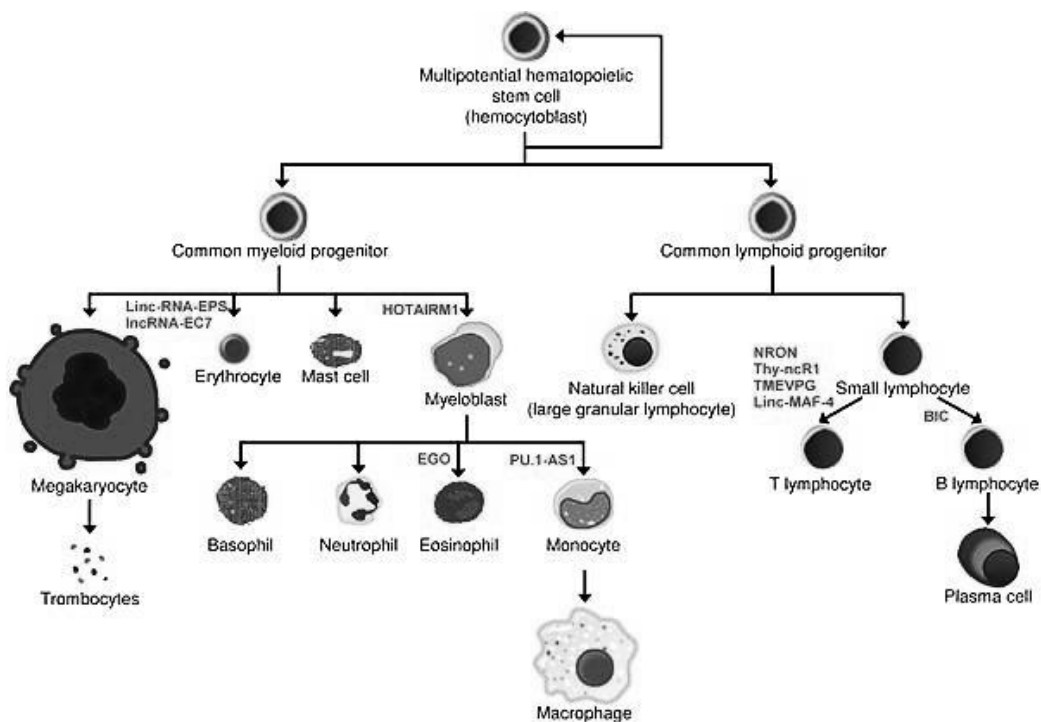 Multipotential hematopoietic
stem cell
(hemocytoblast)
Common myeloid progenitor
Common lymphoid progenitor
Linc-RNA-EPS
lncRNA-EC7
HOTAIRM1
Erythrocyte
Mast cell
Myeloblast
Natural killer cell
(large granular lymphocyte)
NRON
Thy-ncR1
TMEVPG
Linc-MAF-4
Small lymphocyte
BIC
Megakaryocyte
EGO
PU.1-AS1
T lymphocyte
B lymphocyte
Basophil
Neutrophil
Eosinophil
Monocyte
Trombocytes
Plasma cell
Macrophage